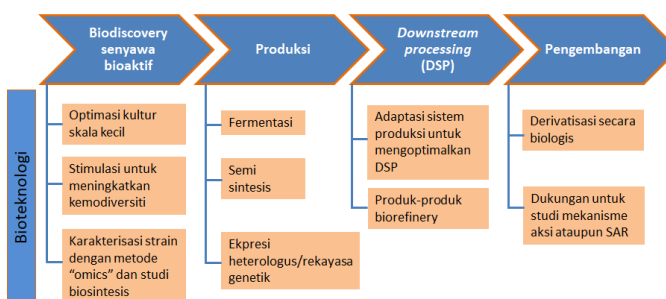 Biodiscovery
senyawa
bioaktif
Produksi
Downstream
processing
(DSP)
Pengembangan
Bioteknologi
Optimasi kultur
skala kecil
Stimulasi untuk
meningkatkan
kemodiversiti
Karakterisasi strain
dengan metode
“omics” dan studi
biosintesis
Fermentasi
Semi
sintesis
Ekpresi
heterologus/rekayasa
genetik
Adaptasi sistem
produksi untuk
mengoptimalkan
DSP
Produk-produk
biorefinery
Derivatisasi secara
biologis
Dukungan untuk
studi mekanisme
aksi ataupun SAR